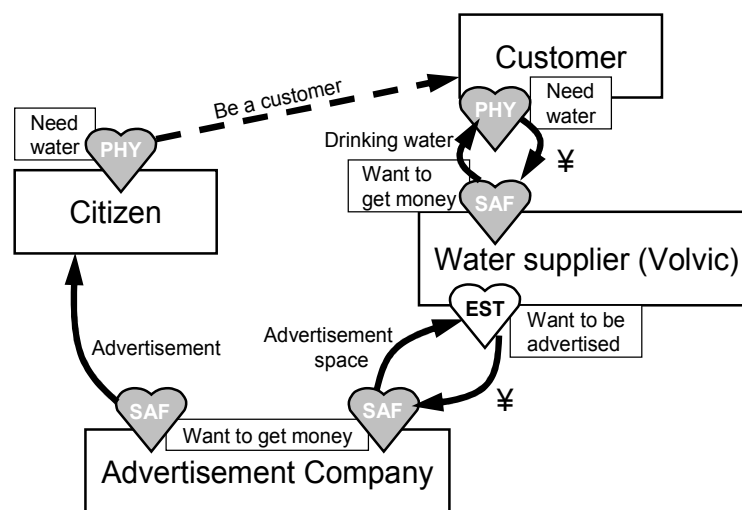 Customer
Be a customer
Need
water
PHY
Need
water
PHY
Drinking water
¥
Want to
get money
SAF
Citizen
Water supplier (Volvic)
EST
Want to be
advertised
Advertisement
space
Advertisement
¥
SAF
SAF
Want to get money
Advertisement Company